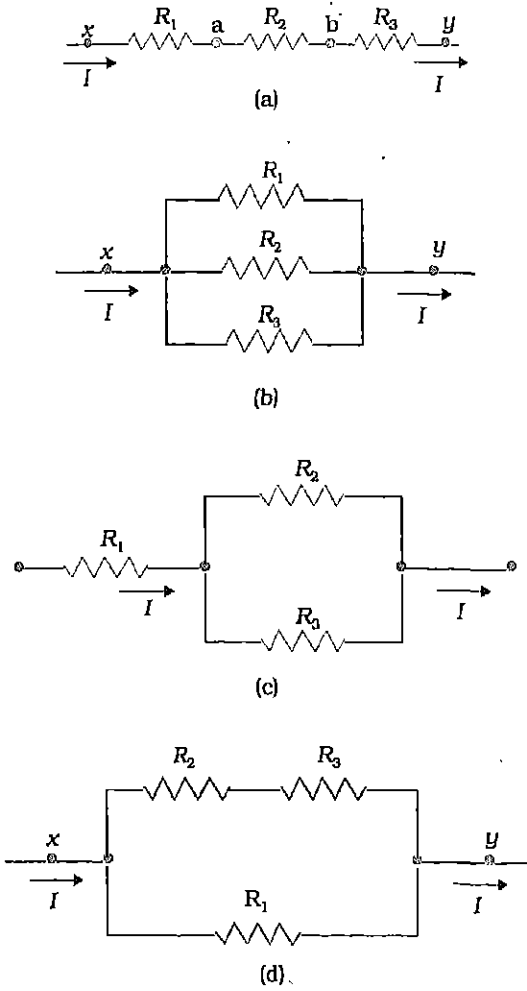 R₁ a R₂ b R₃
x y
I I
(a)
R₁
x R₂ y
I R₃ I
(b)
R₂
R₁
I R₃ I
(c)
R₂ R₃
x y
I R₁ I
(d)